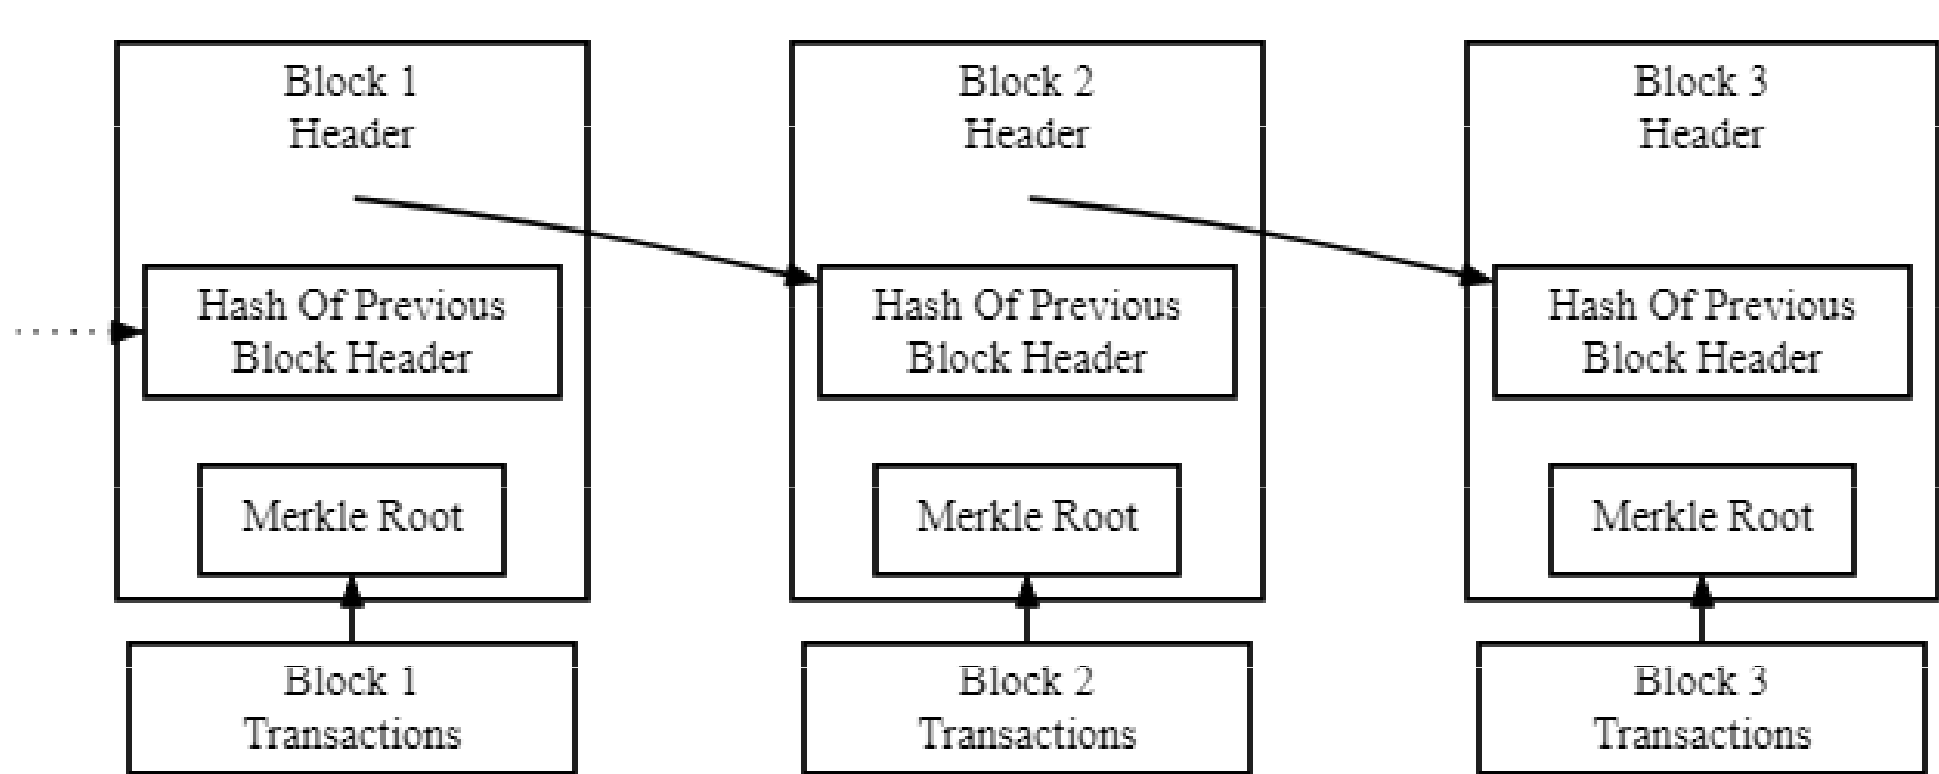 Block 1
Header
Hash Of Previous
Block Header
Merkle Root
Block 1
Transactions
Block 2
Header
Hash Of Previous
Block Header
Merkle Root
Block 2
Transactions
Block 3
Header
Hash Of Previous
Block Header
Merkle Root
Block 3
Transactions